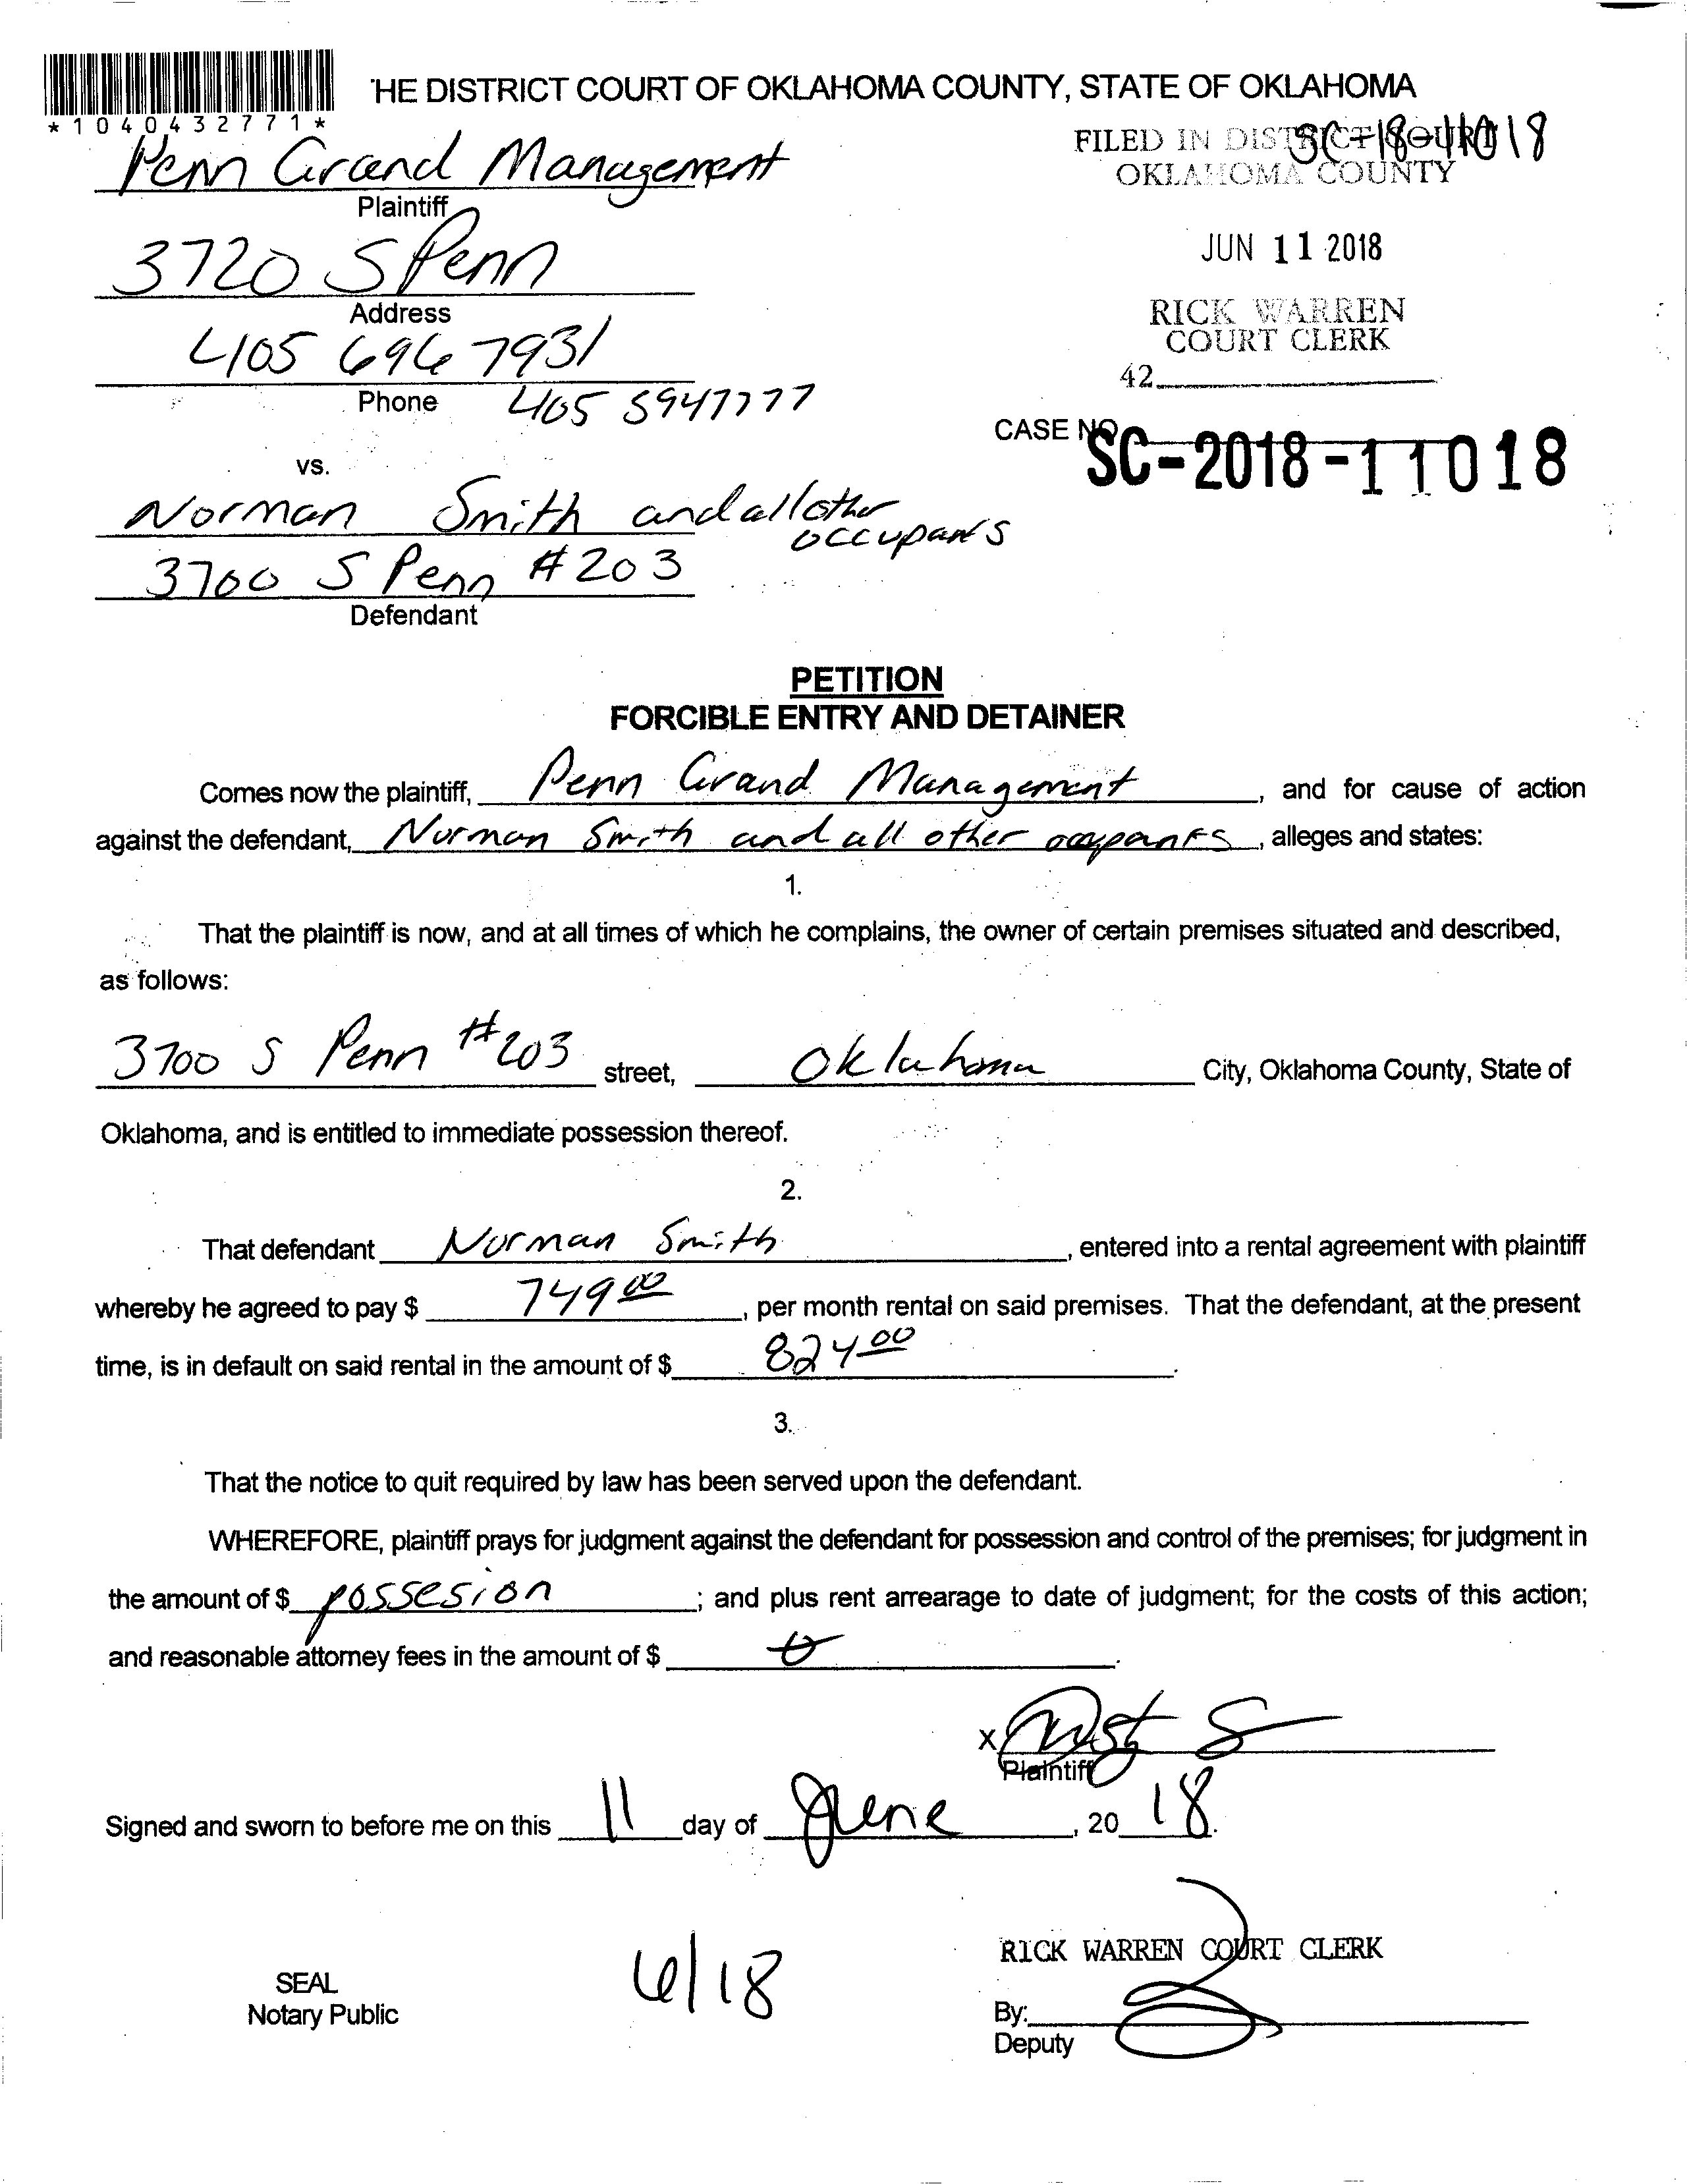 'HE DISTRICT COURT OF OKLAHOMA COUNTY, STATE OF OKLAHOMA
*1040432771*
FILED IN DISTRICT COURT
SC-18-11018
OKLAHOMA COUNTY
Penn Grand Management
Plaintiff
JUN 11 2018
3720 S Penn
Address
RICK WARREN
COURT CLERK
405 696 7931
42
Phone 405 5947777
CASE NO.
SC-2018-11018
vs.
Norman Smith and all other
occupants
3700 S Penn #203
Defendant
PETITION
FORCIBLE ENTRY AND DETAINER
Comes now the plaintiff, Penn Grand Management, and for cause of action
against the defendant, Norman Smith and all other occupants, alleges and states:
1.
That the plaintiff is now, and at all times of which he complains, the owner of certain premises situated and described,
as follows:
3700 S Penn #203 street, Oklahoma City, Oklahoma County, State of
Oklahoma, and is entitled to immediate possession thereof.
2.
That defendant Norman Smith, entered into a rental agreement with plaintiff
whereby he agreed to pay $ 749 00, per month rental on said premises. That the defendant, at the present
time, is in default on said rental in the amount of $ 824 00.
3.
That the notice to quit required by law has been served upon the defendant.
WHEREFORE, plaintiff prays for judgment against the defendant for possession and control of the premises; for judgment in
the amount of $ possesion; and plus rent arrearage to date of judgment; for the costs of this action;
and reasonable attorney fees in the amount of $ 0.
X
Plaintiff
Signed and sworn to before me on this 11 day of June, 20 18.
RICK WARREN COURT CLERK
6/18
SEAL
Notary Public
By:
Deputy